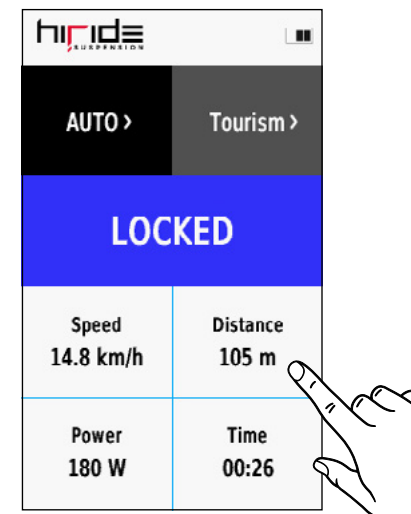 hiride
SUSPENSION
AUTO > Tourism >
LOCKED
Speed Distance
14.8 km/h 105 m
Power Time
180 W 00:26